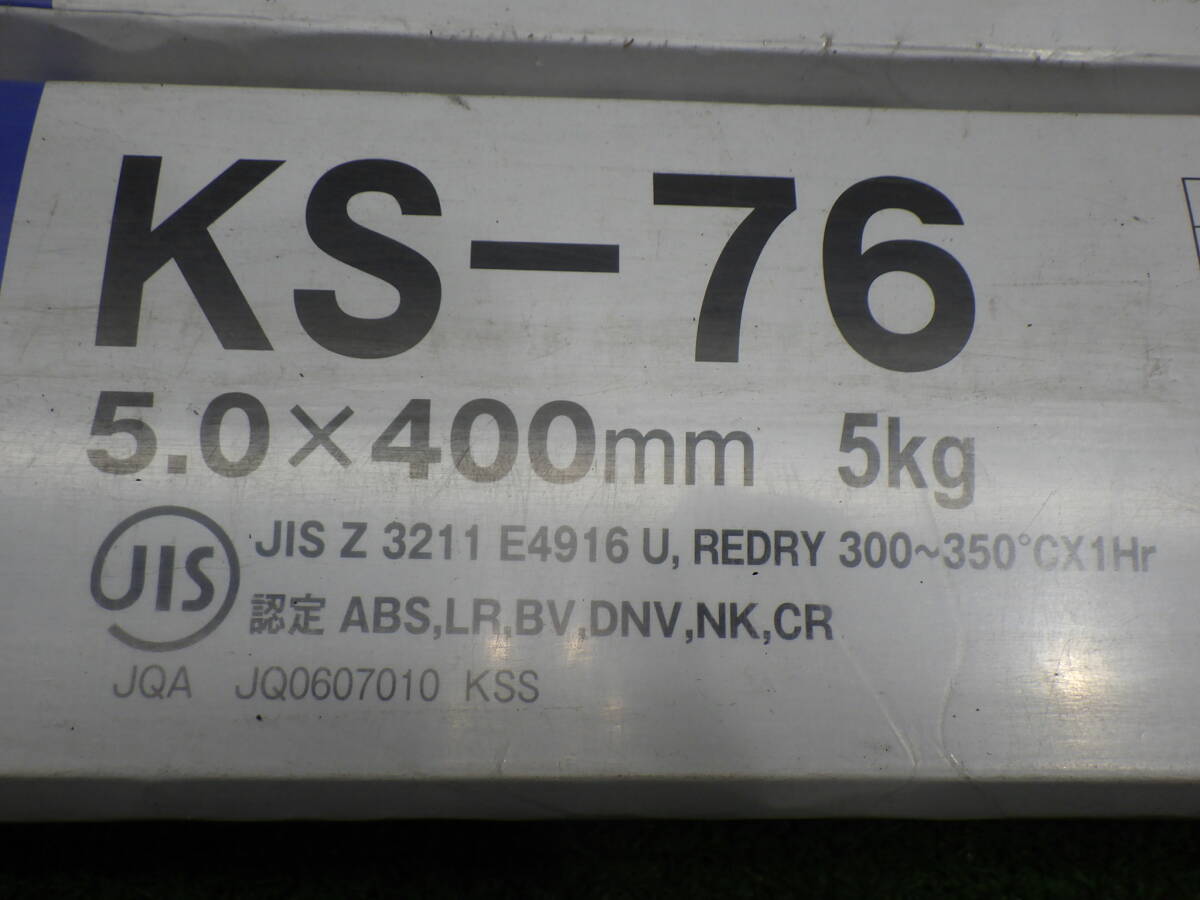 KS-76
5.0×400mm 5kg
JIS JIS Z 3211 E4916 U, REDRY 300~350°CX1Hr
認定 ABS,LR,BV,DNV,NK,CR
JQA JQ0607010 KSS